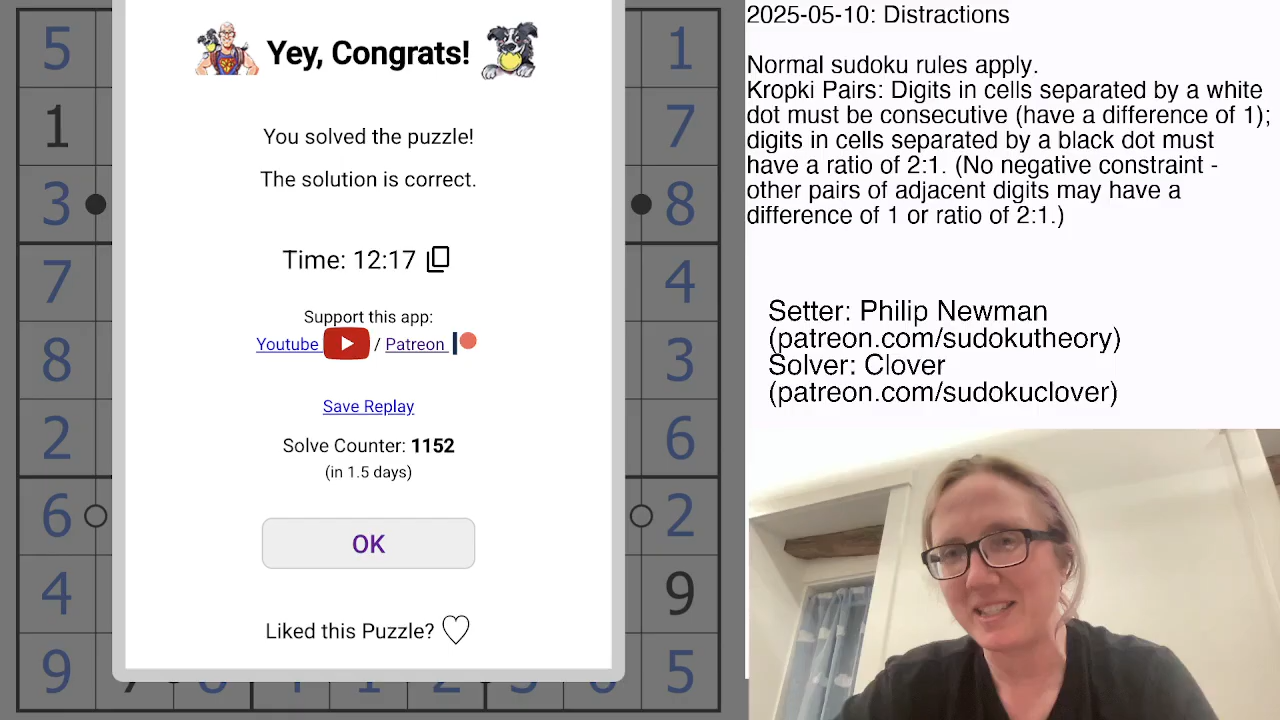 2025-05-10: Distractions
Normal sudoku rules apply.
Kropki Pairs: Digits in cells separated by a white
dot must be consecutive (have a difference of 1);
digits in cells separated by a black dot must
have a ratio of 2:1. (No negative constraint -
other pairs of adjacent digits may have a
difference of 1 or ratio of 2:1.)
Setter: Philip Newman
(patreon.com/sudokutheory)
Solver: Clover
(patreon.com/sudokuclover)
Yey, Congrats!
You solved the puzzle!
The solution is correct.
Time: 12:17
Support this app:
Youtube / Patreon
Save Replay
Solve Counter: 1152
(in 1.5 days)
OK
Liked this Puzzle?
5 1
1 7
3 8
7 4
8 3
2 6
6 2
4 9
9 5